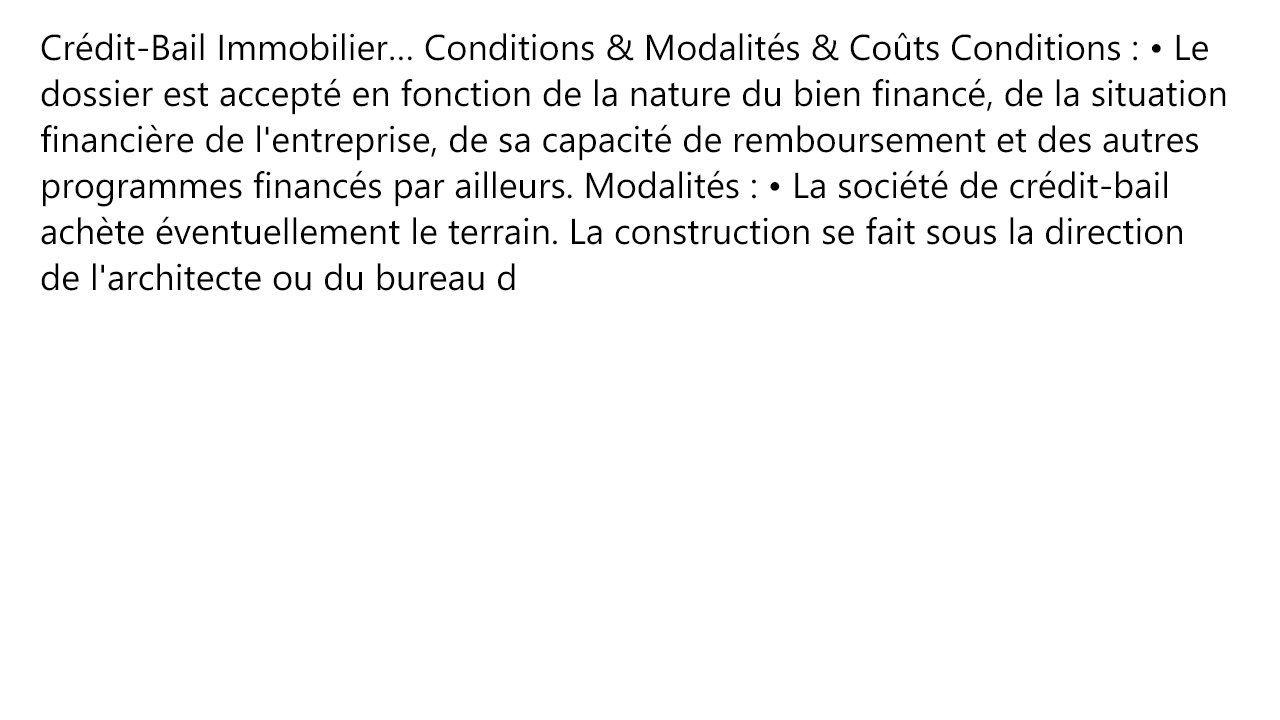 Crédit-Bail Immobilier... Conditions & Modalités & Coûts Conditions : • Le
dossier est accepté en fonction de la nature du bien financé, de la situation
financière de l'entreprise, de sa capacité de remboursement et des autres
programmes financés par ailleurs. Modalités : • La société de crédit-bail
achète éventuellement le terrain. La construction se fait sous la direction
de l'architecte ou du bureau d